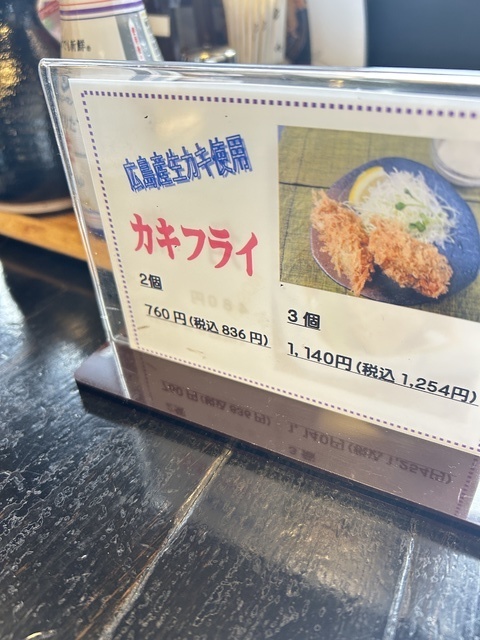 広島産生カキ使用
カキフライ
2個
760円(税込836円)
3個
1,140円(税込1,254円)